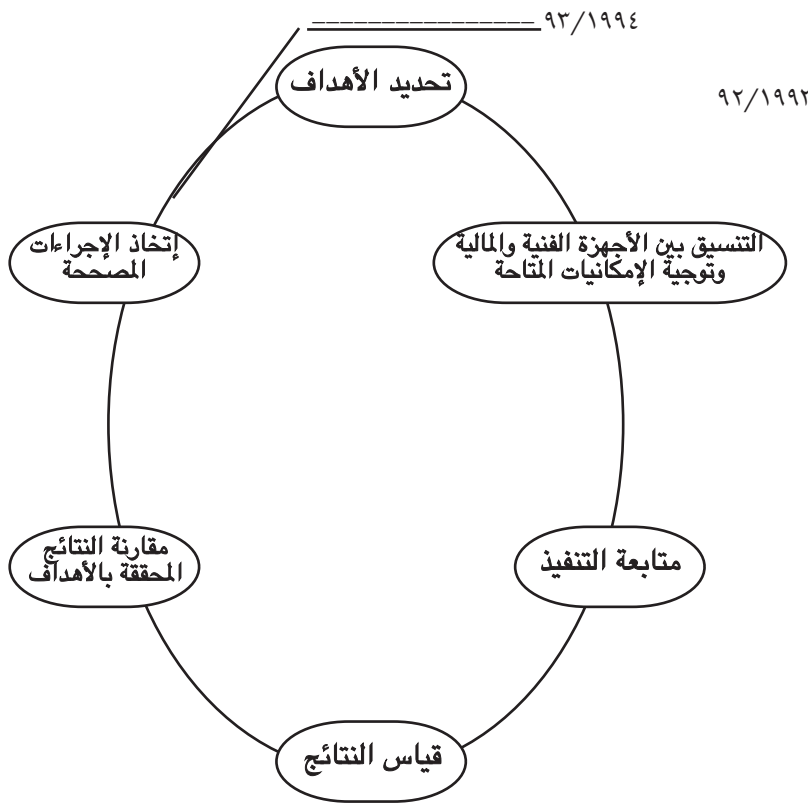 ________________ ٩٣/١٩٩٤
٩٢/١٩٩٢
تحديد الأهداف
التنسيق بين الأجهزة الفنية والمالية
وتوجية الإمكانيات المتاحة
إتخاذ الإجراءات
المصححة
متابعة التنفيذ
مقارنة النتائج
المحققة بالأهداف
قياس النتائج